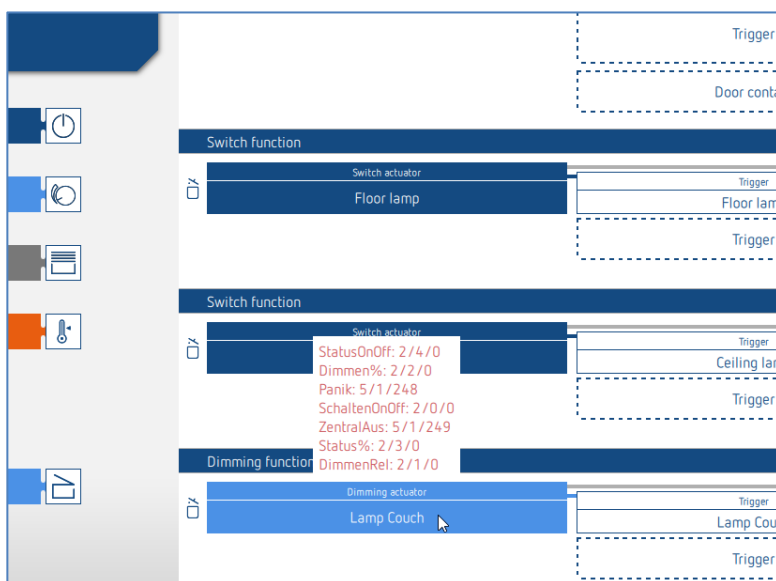 Trigger
Door conta
Switch function
Switch actuator
Floor lamp
Trigger
Floor lam
Trigger
Switch function
Switch actuator
Trigger
Ceiling lar
Trigger
StatusOnOff: 2/4/0
Dimmen%: 2/2/0
Panik: 5/1/248
SchaltenOnOff: 2/0/0
ZentralAus: 5/1/249
Status%: 2/3/0
DimmenRel: 2/1/0
Dimming function
Dimming actuator
Lamp Couch
Trigger
Lamp Cou
Trigger